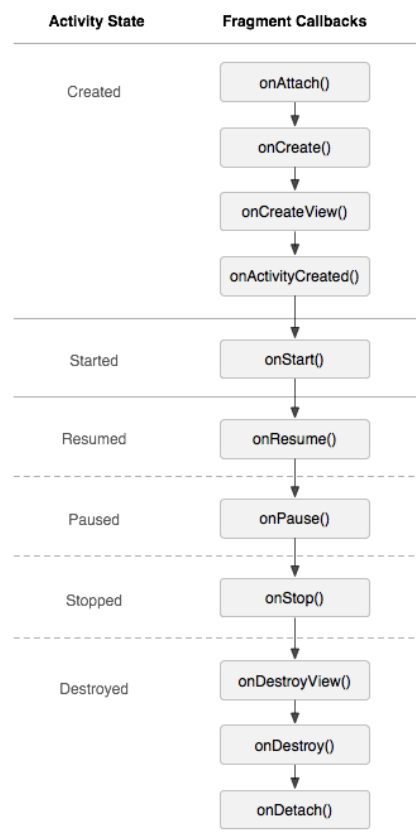 Activity State Fragment Callbacks
Created
onAttach()
onCreate()
onCreateView()
onActivityCreated()
Started
onStart()
Resumed
onResume()
Paused
onPause()
Stopped
onStop()
Destroyed
onDestroyView()
onDestroy()
onDetach()